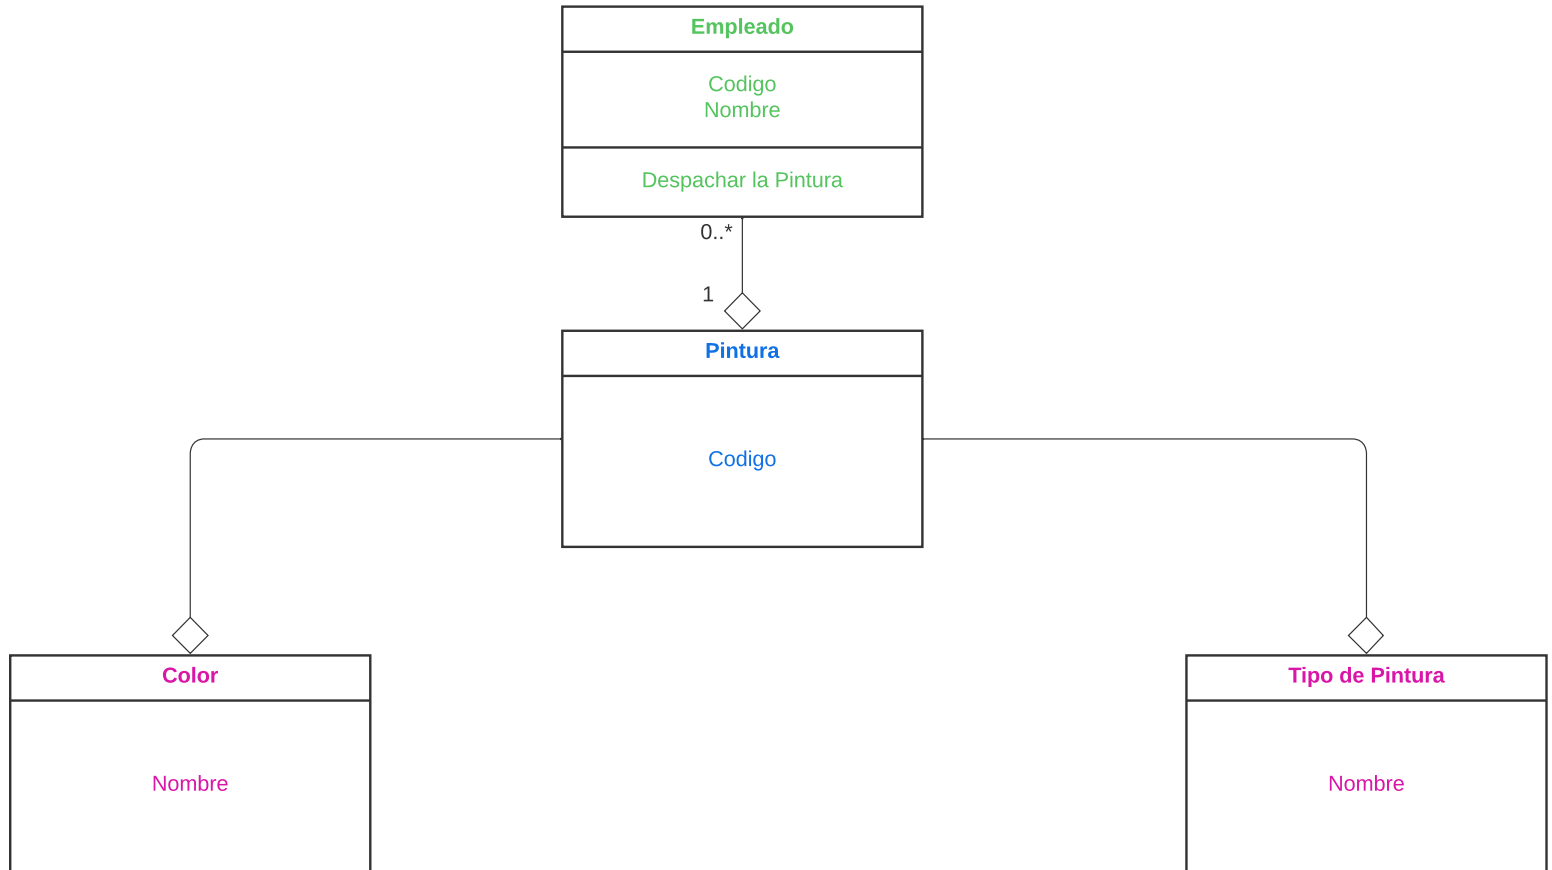 Empleado
Codigo
Nombre
Despachar la Pintura
0..*
1
Pintura
Codigo
Color
Tipo de Pintura
Nombre
Nombre